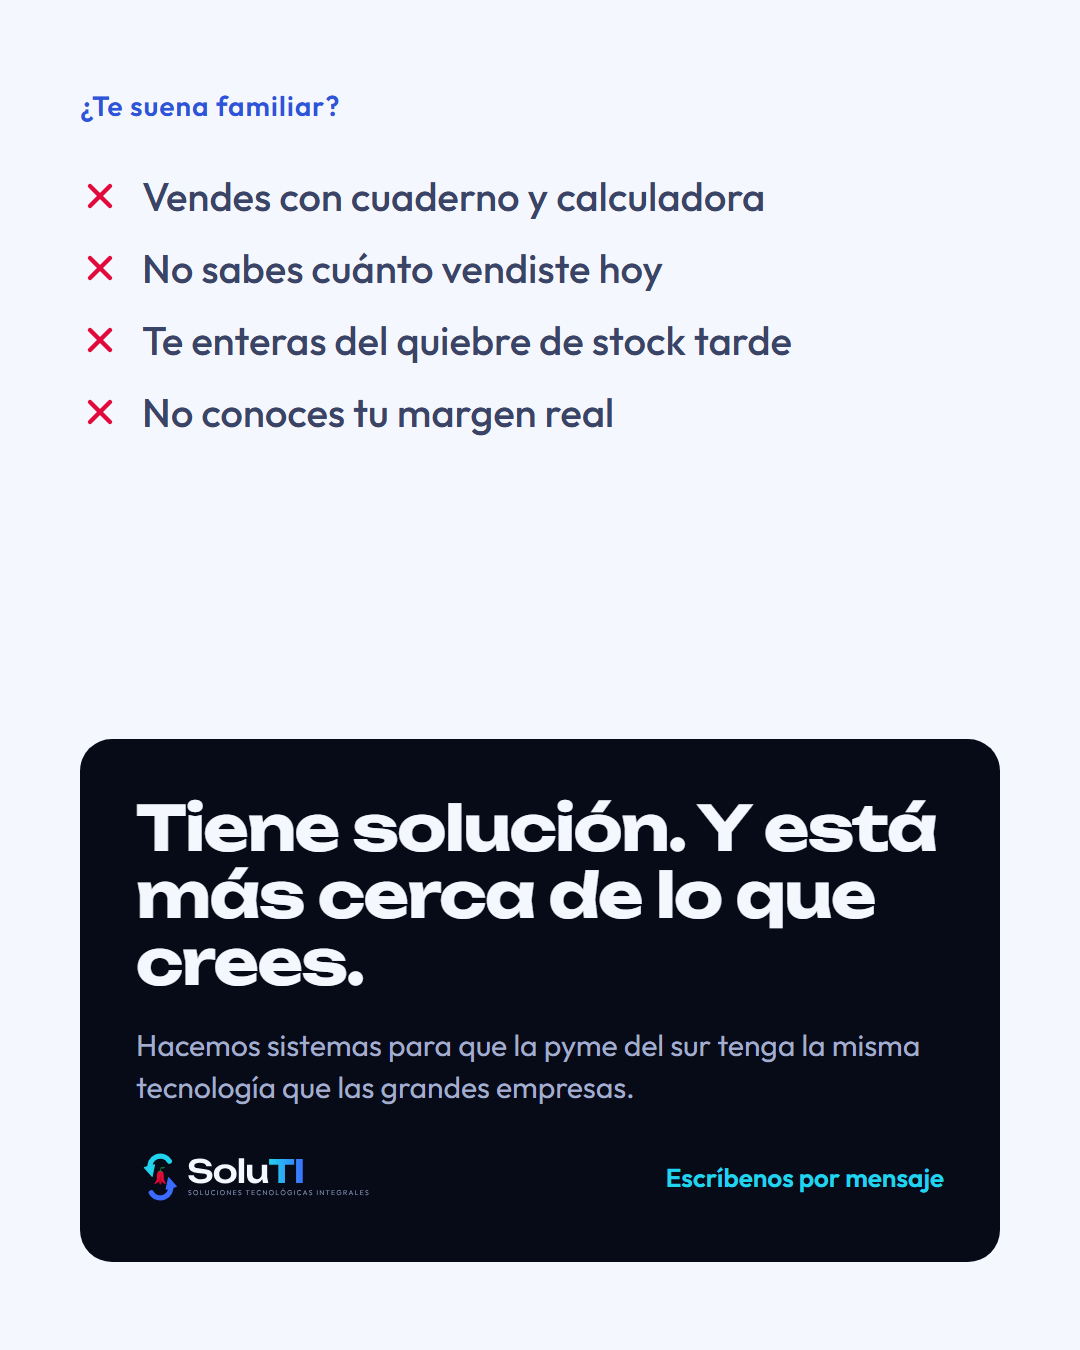 ¿Te suena familiar?
Vendes con cuaderno y calculadora
No sabes cuánto vendiste hoy
Te enteras del quiebre de stock tarde
No conoces tu margen real
Tiene solución. Y está
más cerca de lo que
crees.
Hacemos sistemas para que la pyme del sur tenga la misma
tecnología que las grandes empresas.
SoluTI
SOLUCIONES TECNOLÓGICAS INTEGRALES
Escríbenos por mensaje